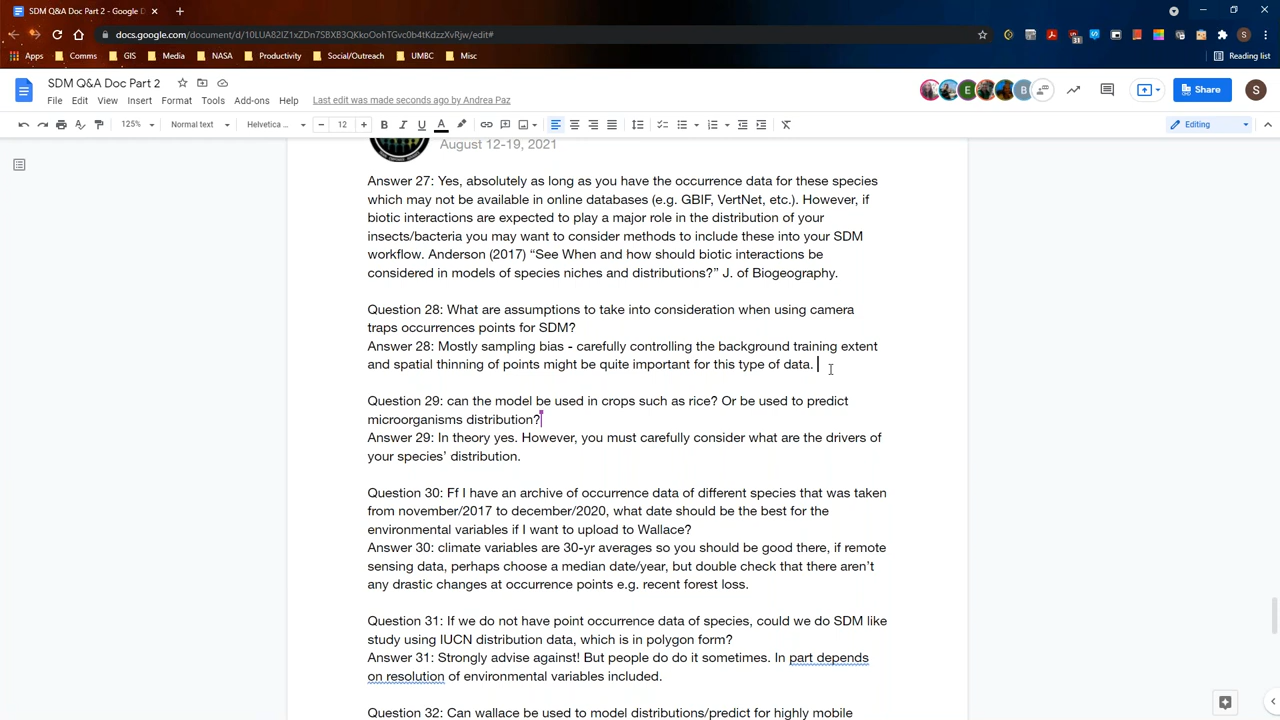 SDM Q&A Doc Part 2 - Google D
docs.google.com/document/d/10LUA82IZ1xZDn7SBXB3QKkoOohTGvc0b4tKdzzXvRjw/edit#
Apps Comms GIS Media NASA Productivity Social/Outreach UMBC Misc Reading list
SDM Q&A Doc Part 2
File Edit View Insert Format Tools Add-ons Help Last edit was made seconds ago by Andrea Paz
E B Share S
125% Normal text Helvetica ... 12 B I U A Editing
August 12-19, 2021
Answer 27: Yes, absolutely as long as you have the occurrence data for these species
which may not be available in online databases (e.g. GBIF, VertNet, etc.). However, if
biotic interactions are expected to play a major role in the distribution of your
insects/bacteria you may want to consider methods to include these into your SDM
workflow. Anderson (2017) “See When and how should biotic interactions be
considered in models of species niches and distributions?” J. of Biogeography.
Question 28: What are assumptions to take into consideration when using camera
traps occurrences points for SDM?
Answer 28: Mostly sampling bias - carefully controlling the background training extent
and spatial thinning of points might be quite important for this type of data.
Question 29: can the model be used in crops such as rice? Or be used to predict
microorganisms distribution?
Answer 29: In theory yes. However, you must carefully consider what are the drivers of
your species’ distribution.
Question 30: Ff I have an archive of occurrence data of different species that was taken
from november/2017 to december/2020, what date should be the best for the
environmental variables if I want to upload to Wallace?
Answer 30: climate variables are 30-yr averages so you should be good there, if remote
sensing data, perhaps choose a median date/year, but double check that there aren’t
any drastic changes at occurrence points e.g. recent forest loss.
Question 31: If we do not have point occurrence data of species, could we do SDM like
study using IUCN distribution data, which is in polygon form?
Answer 31: Strongly advise against! But people do do it sometimes. In part depends
on resolution of environmental variables included.
Question 32: Can wallace be used to model distributions/predict for highly mobile